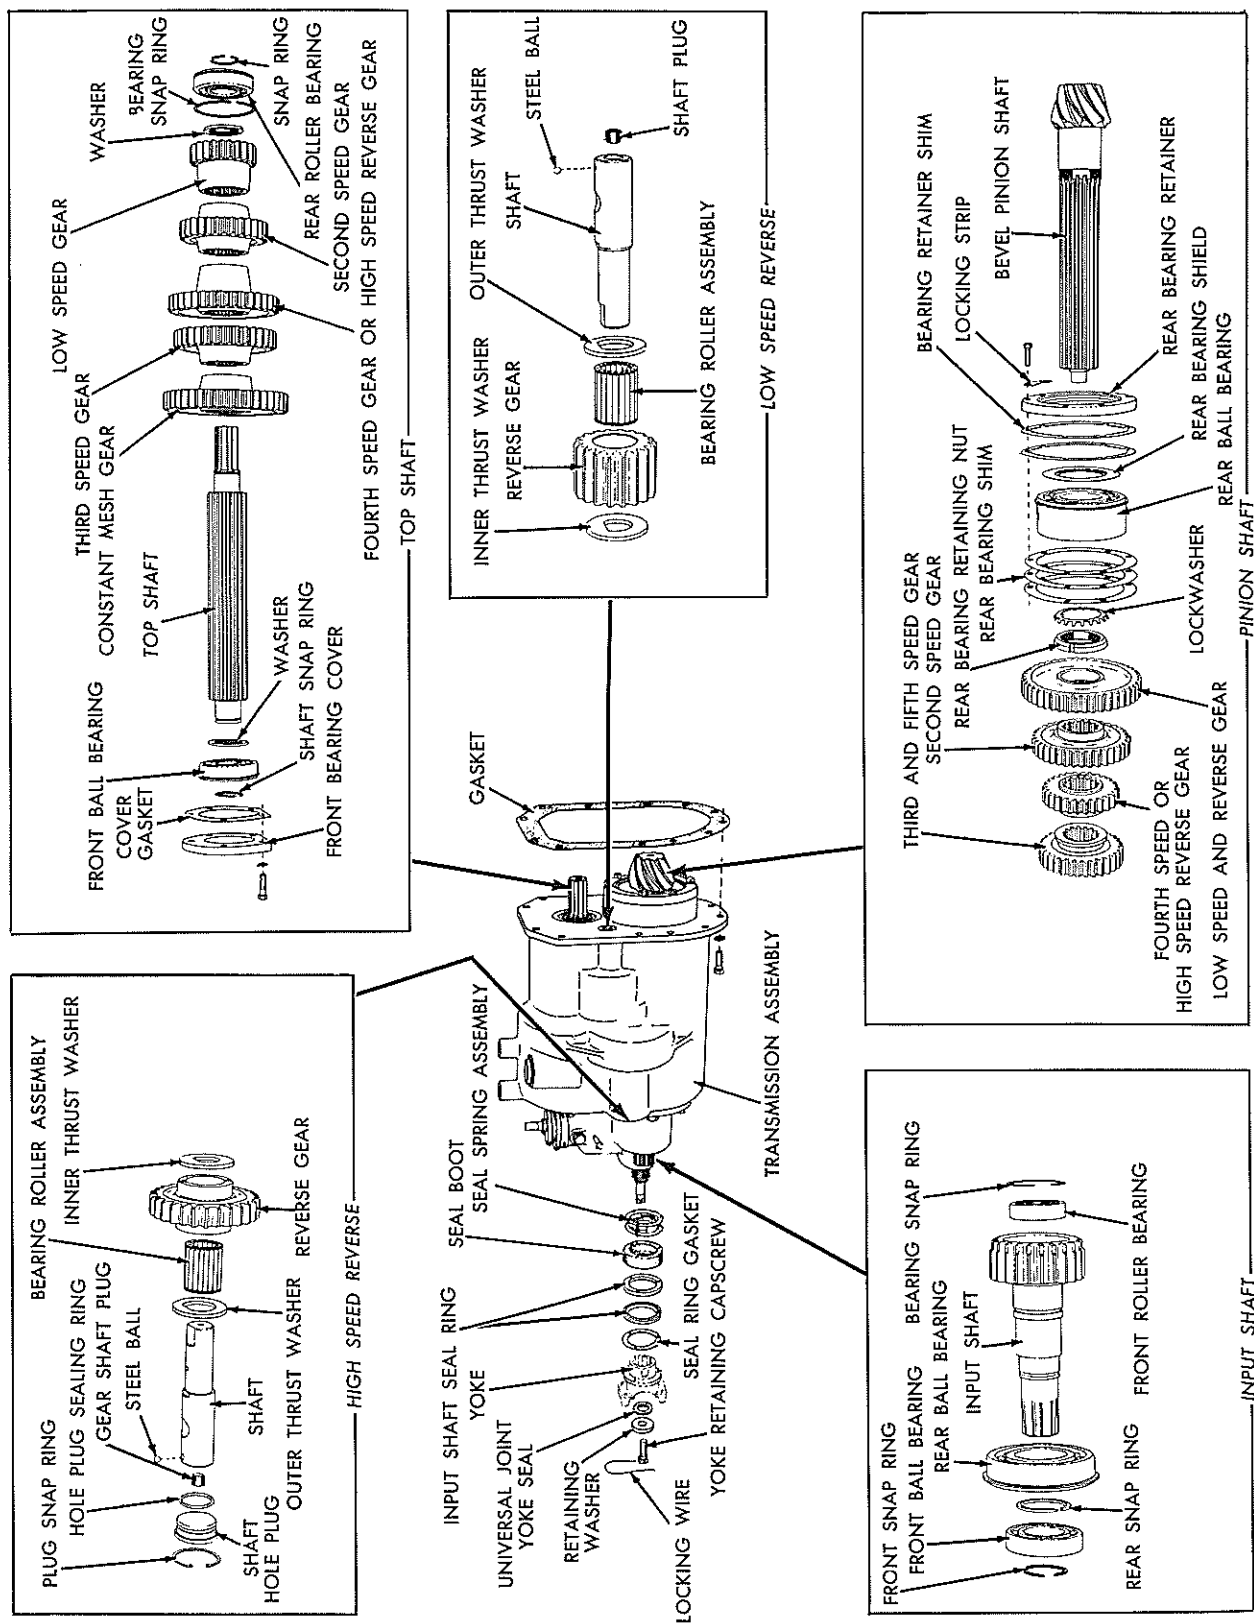 PLUG SNAP RING
HOLE PLUG SEALING RING
GEAR SHAFT PLUG
STEEL BALL
BEARING ROLLER ASSEMBLY
INNER THRUST WASHER
SHAFT
HOLE PLUG
OUTER THRUST WASHER
SHAFT
REVERSE GEAR
HIGH SPEED REVERSE
FRONT BALL BEARING
COVER
GASKET
TOP SHAFT
CONSTANT MESH GEAR
THIRD SPEED GEAR
LOW SPEED GEAR
WASHER
BEARING
SNAP RING
SNAP RING
REAR ROLLER BEARING
SECOND SPEED GEAR
FOURTH SPEED GEAR OR HIGH SPEED REVERSE GEAR
WASHER
SHAFT SNAP RING
FRONT BEARING COVER
TOP SHAFT
INPUT SHAFT SEAL RING
YOKE
SEAL BOOT
SEAL SPRING ASSEMBLY
UNIVERSAL JOINT
YOKE SEAL
RETAINING
WASHER
LOCKING WIRE
SEAL RING GASKET
YOKE RETAINING CAPSCREW
TRANSMISSION ASSEMBLY
GASKET
INNER THRUST WASHER
REVERSE GEAR
OUTER THRUST WASHER
SHAFT
STEEL BALL
SHAFT PLUG
BEARING ROLLER ASSEMBLY
LOW SPEED REVERSE
FRONT SNAP RING
FRONT BALL BEARING
REAR BALL BEARING
INPUT SHAFT
BEARING SNAP RING
REAR SNAP RING
FRONT ROLLER BEARING
INPUT SHAFT
THIRD AND FIFTH SPEED GEAR
SECOND SPEED GEAR
REAR BEARING RETAINING NUT
REAR BEARING SHIM
BEARING RETAINER SHIM
LOCKING STRIP
BEVEL PINION SHAFT
FOURTH SPEED OR
HIGH SPEED REVERSE GEAR
LOW SPEED AND REVERSE GEAR
LOCKWASHER
REAR BALL BEARING
REAR BEARING SHIELD
REAR BEARING RETAINER
PINION SHAFT